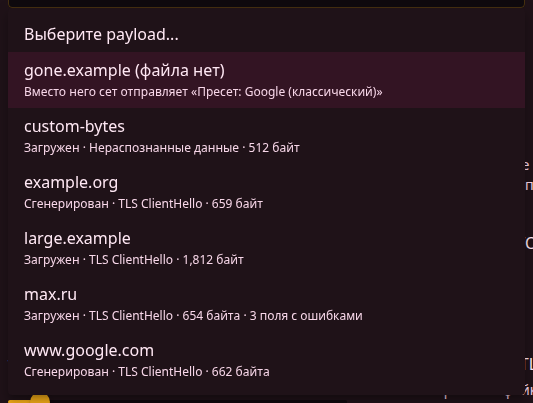 Выберите payload...
gone.example (файла нет)
Вместо него сет отправляет «Пресет: Google (классический)»
custom-bytes
Загружен · Нераспознанные данные · 512 байт
example.org
Сгенерирован · TLS ClientHello · 659 байт
large.example
Загружен · TLS ClientHello · 1,812 байт
max.ru
Загружен · TLS ClientHello · 654 байта · 3 поля с ошибками
www.google.com
Сгенерирован · TLS ClientHello · 662 байта